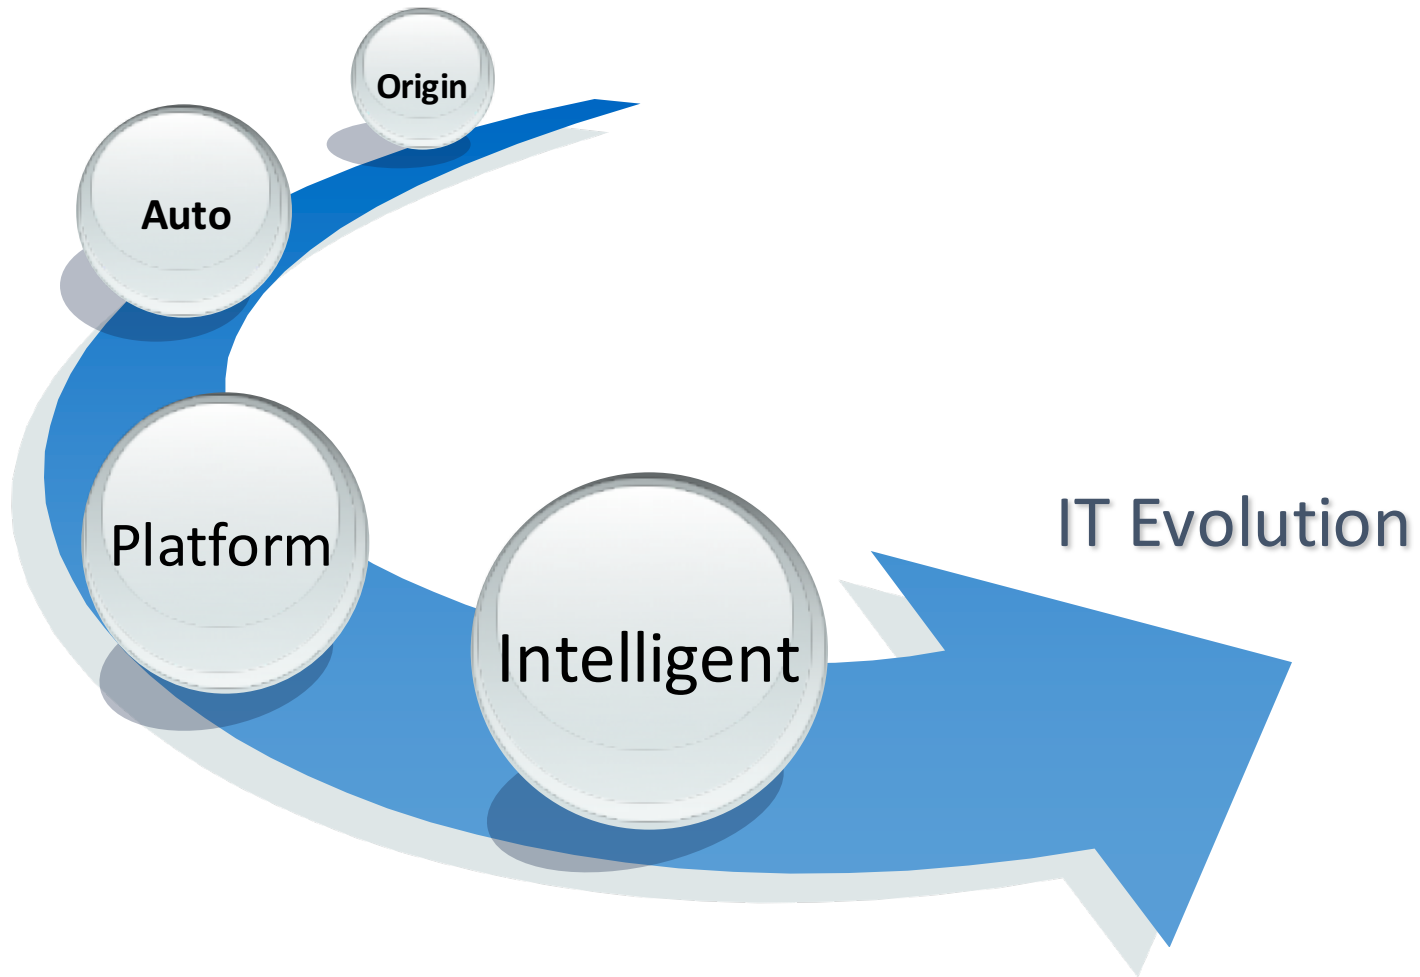 Origin
Auto
Platform
Intelligent
IT Evolution